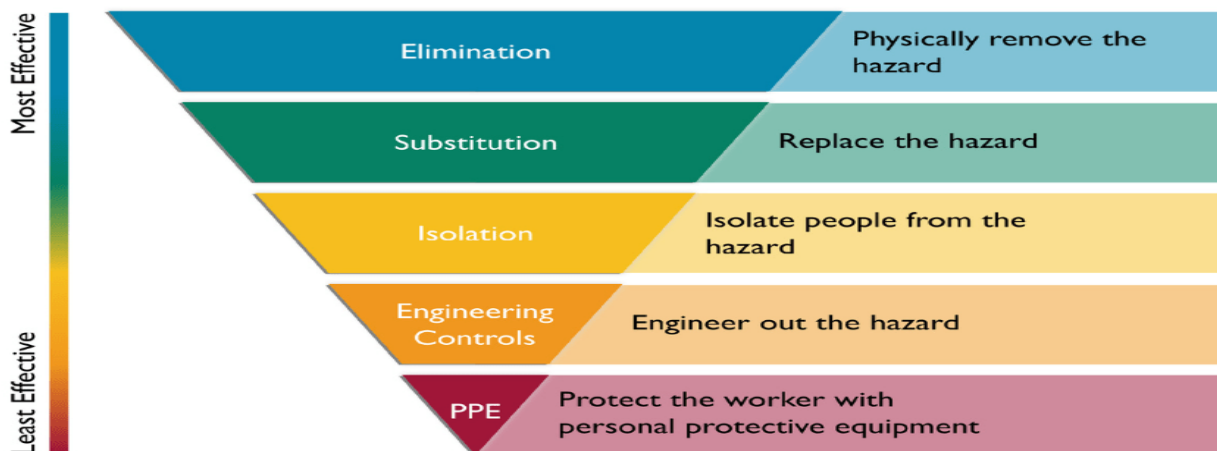 Most Effective
Least Effective
Elimination
Physically remove the
hazard
Substitution
Replace the hazard
Isolation
Isolate people from the
hazard
Engineering
Controls
Engineer out the hazard
PPE
Protect the worker with
personal protective equipment